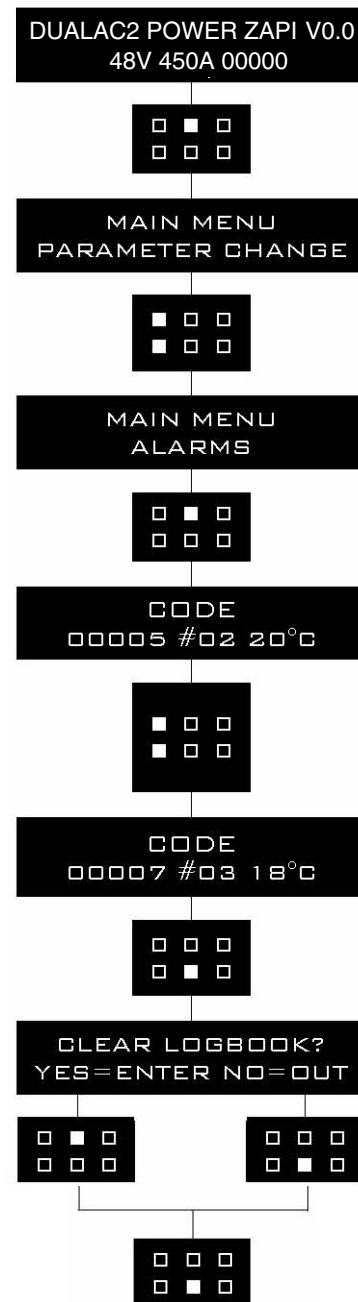 DUALAC2 POWER ZAPI V0.0
48V 450A 00000
MAIN MENU
PARAMETER CHANGE
MAIN MENU
ALARMS
CODE
00005 #02 20°C
CODE
00007 #03 18°C
CLEAR LOGBOOK?
YES=ENTER NO=OUT